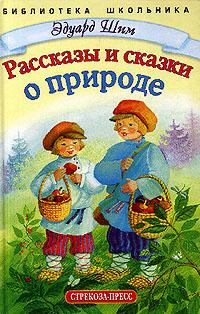 БИБЛИОТЕКА ШКОЛЬНИКА
Эдуард Шим
Рассказы и сказки
о природе
СТРЕКОЗА-ПРЕСС